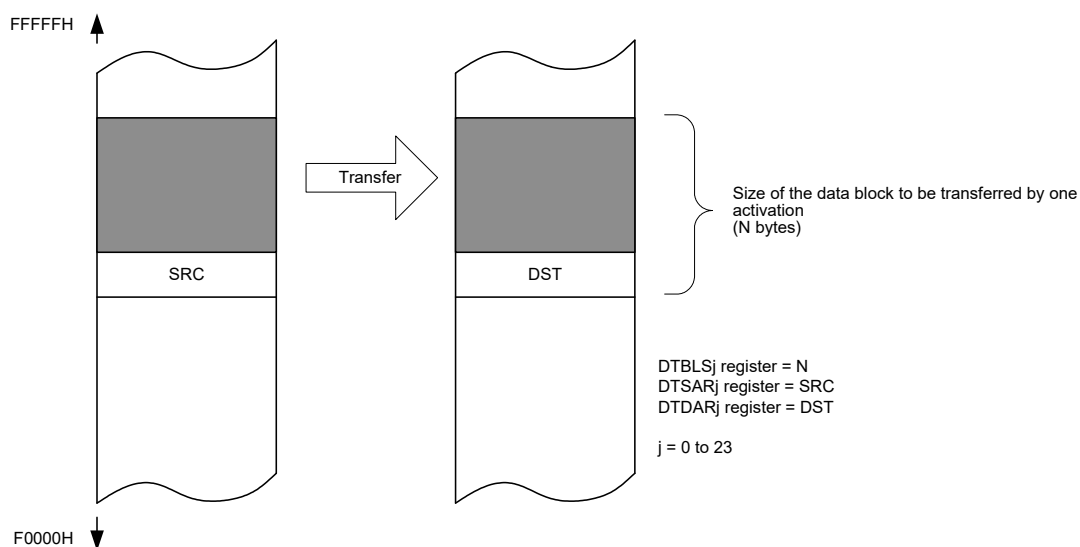 FFFFFH
Transfer
Size of the data block to be transferred by one
activation
(N bytes)
SRC
DST
DTBLSj register = N
DTSARj register = SRC
DTDARj register = DST
j = 0 to 23
F0000H